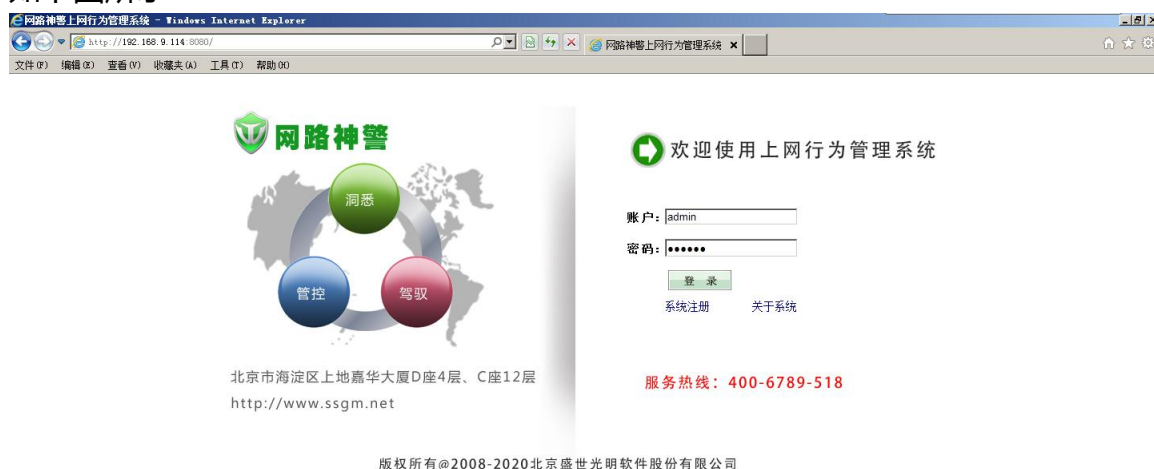 网路神警上网行为管理系统 - Windows Internet Explorer
http://192.168.9.114:8080/
网路神警上网行为管理系统
文件(F) 编辑(E) 查看(V) 收藏夹(A) 工具(T) 帮助(H)
网路神警
洞悉
管控
驾驭
北京市海淀区上地嘉华大厦D座4层、C座12层
http://www.ssgm.net
欢迎使用上网行为管理系统
账户: admin
密码: ●●●●●●
登 录
系统注册 关于系统
服务热线: 400-6789-518
版权所有@2008-2020北京盛世光明软件股份有限公司